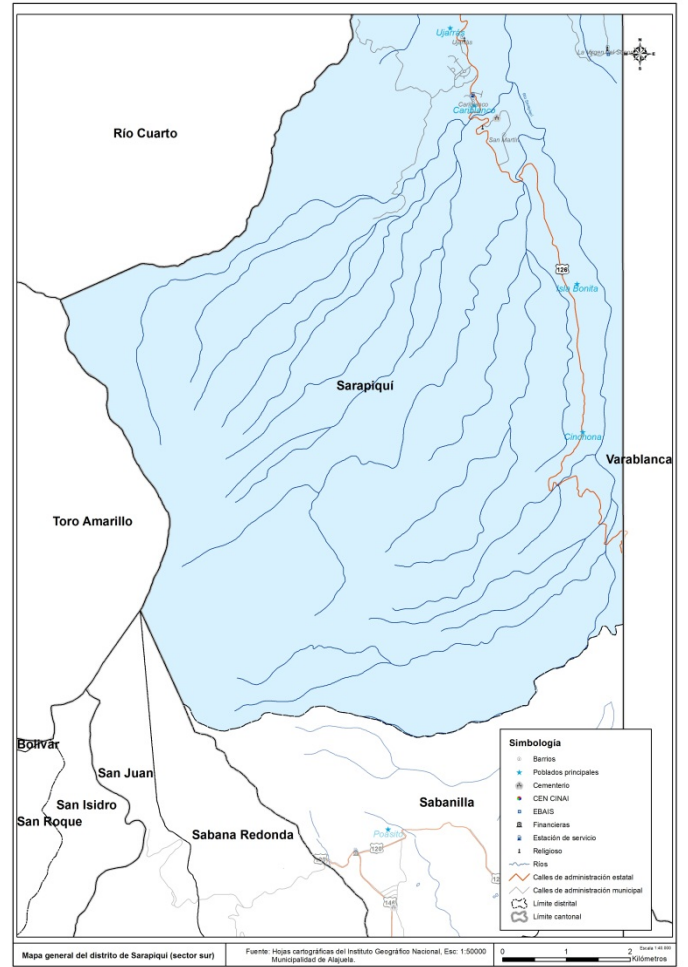 Ujarrás
Ujarrás
Cariblanco
Cariblanco
San Martín
Río Cuarto
126
Isla Bonita
Sarapiquí
Cinchona
Varablanca
Toro Amarillo
Bolívar
San Juan
San Isidro
San Roque
Sabana Redonda
Sabanilla
Poasito
120
146
Simbología
Barrios
Poblados principales
Cementerio
CEN CINAI
EBAIS
Financieras
Estación de servicio
Religioso
Ríos
Calles de administración estatal
Calles de administración municipal
Límite distrital
Límite cantonal
Mapa general del distrito de Sarapiquí (sector sur)
Fuente: Hojas cartográficas del Instituto Geográfico Nacional, Esc: 1:50000
Municipalidad de Alajuela.
0 1 2
Kilómetros